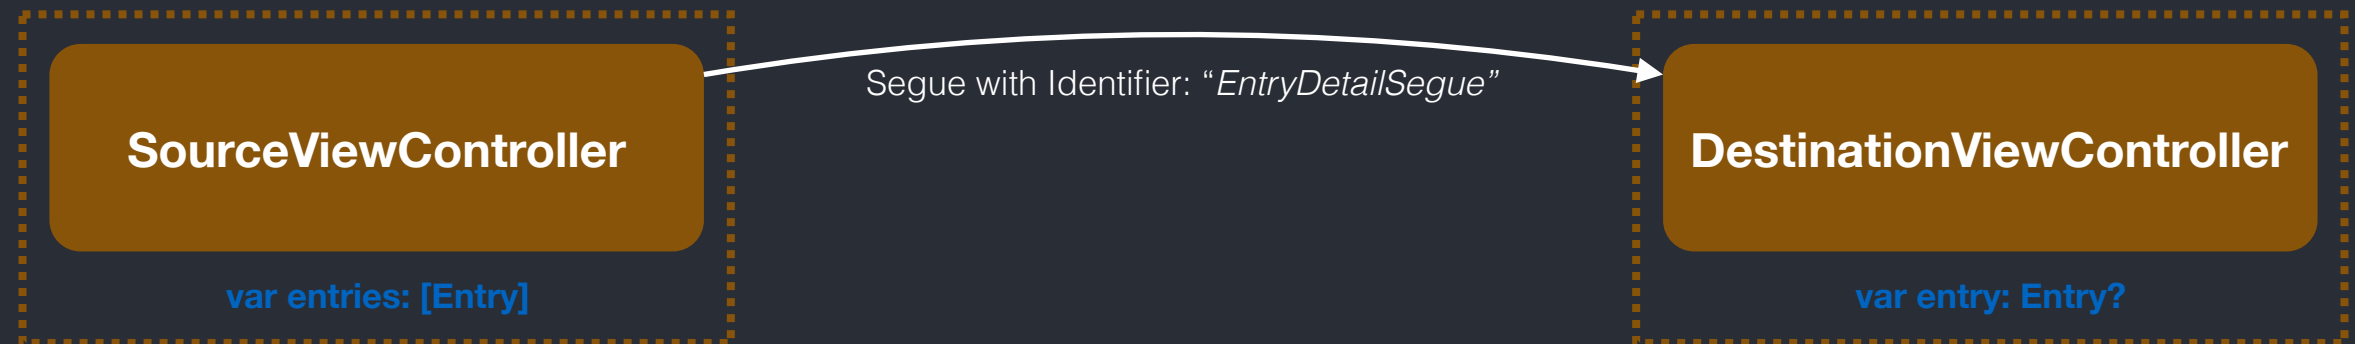 Segue with Identifier: “EntryDetailSegue”
SourceViewController
DestinationViewController
var entries: [Entry]
var entry: Entry?